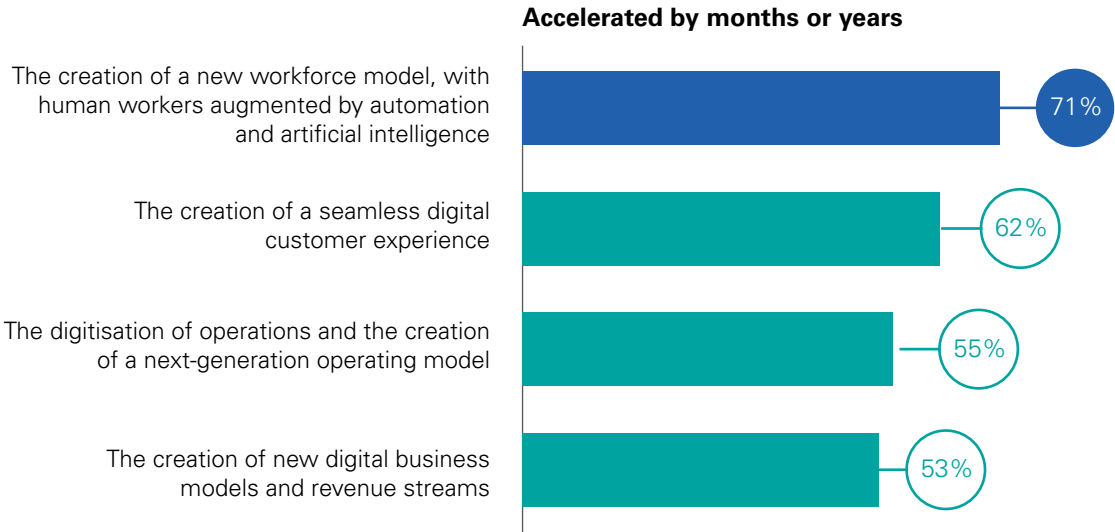 Accelerated by months or years
The creation of a new workforce model, with
human workers augmented by automation
and artificial intelligence
71%
The creation of a seamless digital
customer experience
62%
The digitisation of operations and the creation
of a next-generation operating model
55%
The creation of new digital business
models and revenue streams
53%